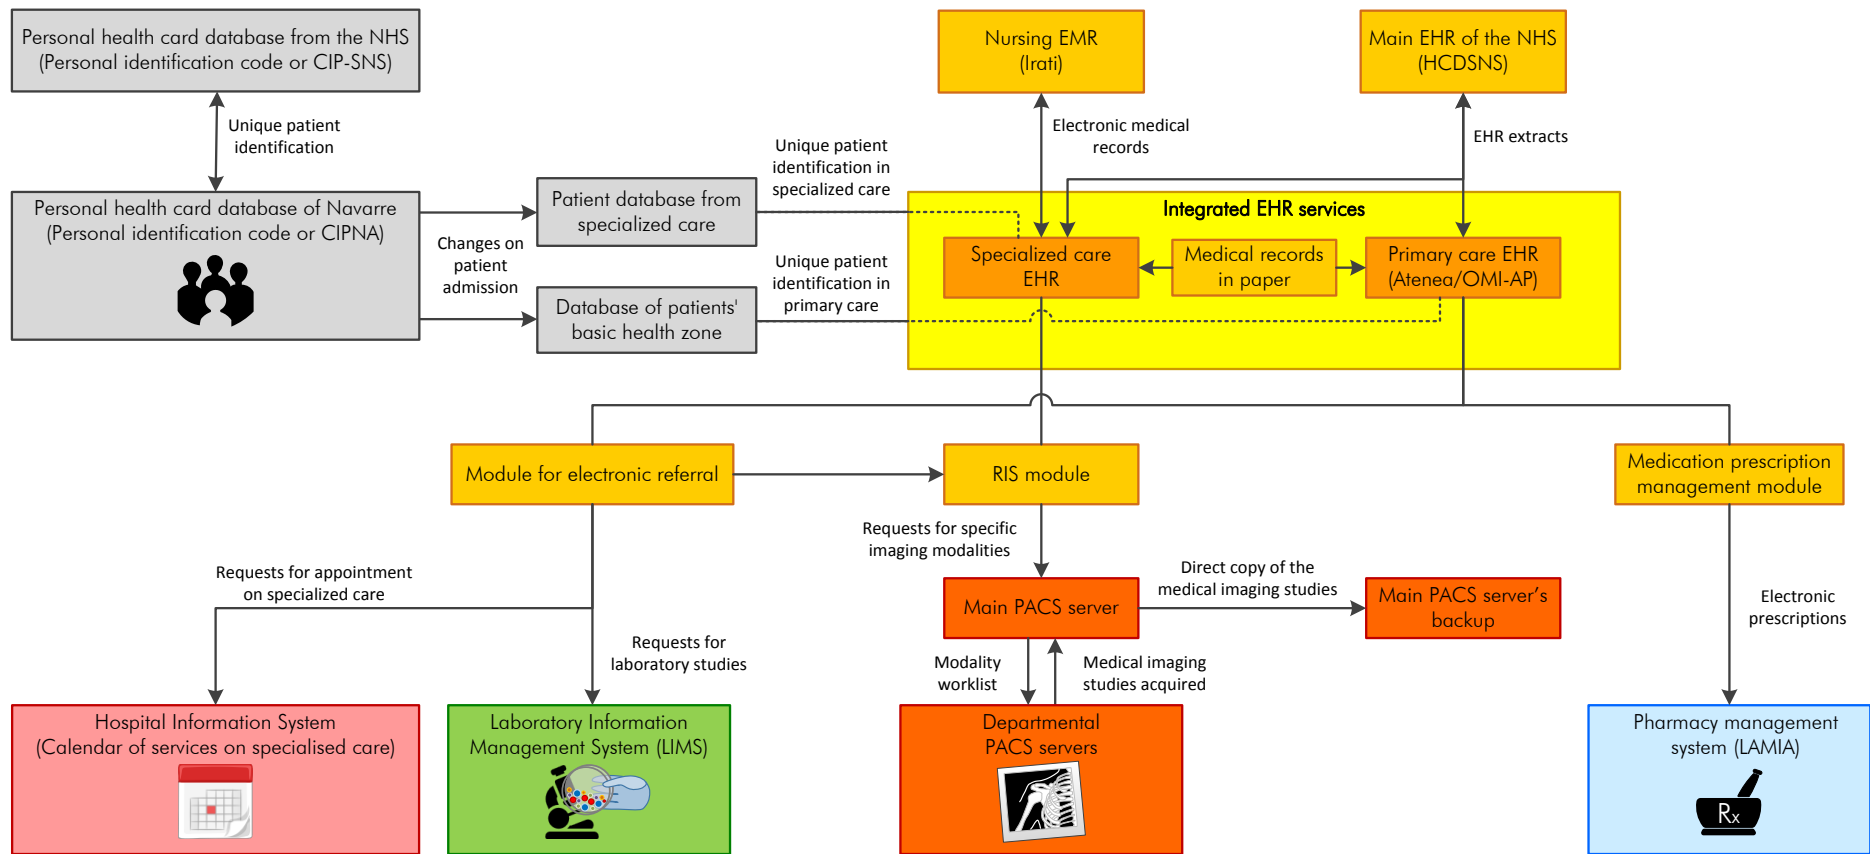 Personal health card database from the NHS
(Personal identification code or CIP-SNS)
Nursing EMR
(Irati)
Main EHR of the NHS
(HCDSNS)
Unique patient
identification
Electronic medical
records
EHR extracts
Unique patient
identification in
specialized care
Personal health card database of Navarre
(Personal identification code or CIPNA)
Patient database from
specialized care
Integrated EHR services
Changes on
patient
admission
Unique patient
identification in
primary care
Specialized care
EHR
Medical records
in paper
Primary care EHR
(Atenea/OMI-AP)
Database of patients'
basic health zone
Module for electronic referral
RIS module
Medication prescription
management module
Requests for specific
imaging modalities
Requests for appointment
on specialized care
Direct copy of the
medical imaging studies
Main PACS server
Main PACS server's
backup
Electronic
prescriptions
Requests for
laboratory studies
Modality
worklist
Medical imaging
studies acquired
Hospital Information System
(Calendar of services on specialised care)
Laboratory Information
Management System (LIMS)
Departmental
PACS servers
Pharmacy management
system (LAMIA)
Rx